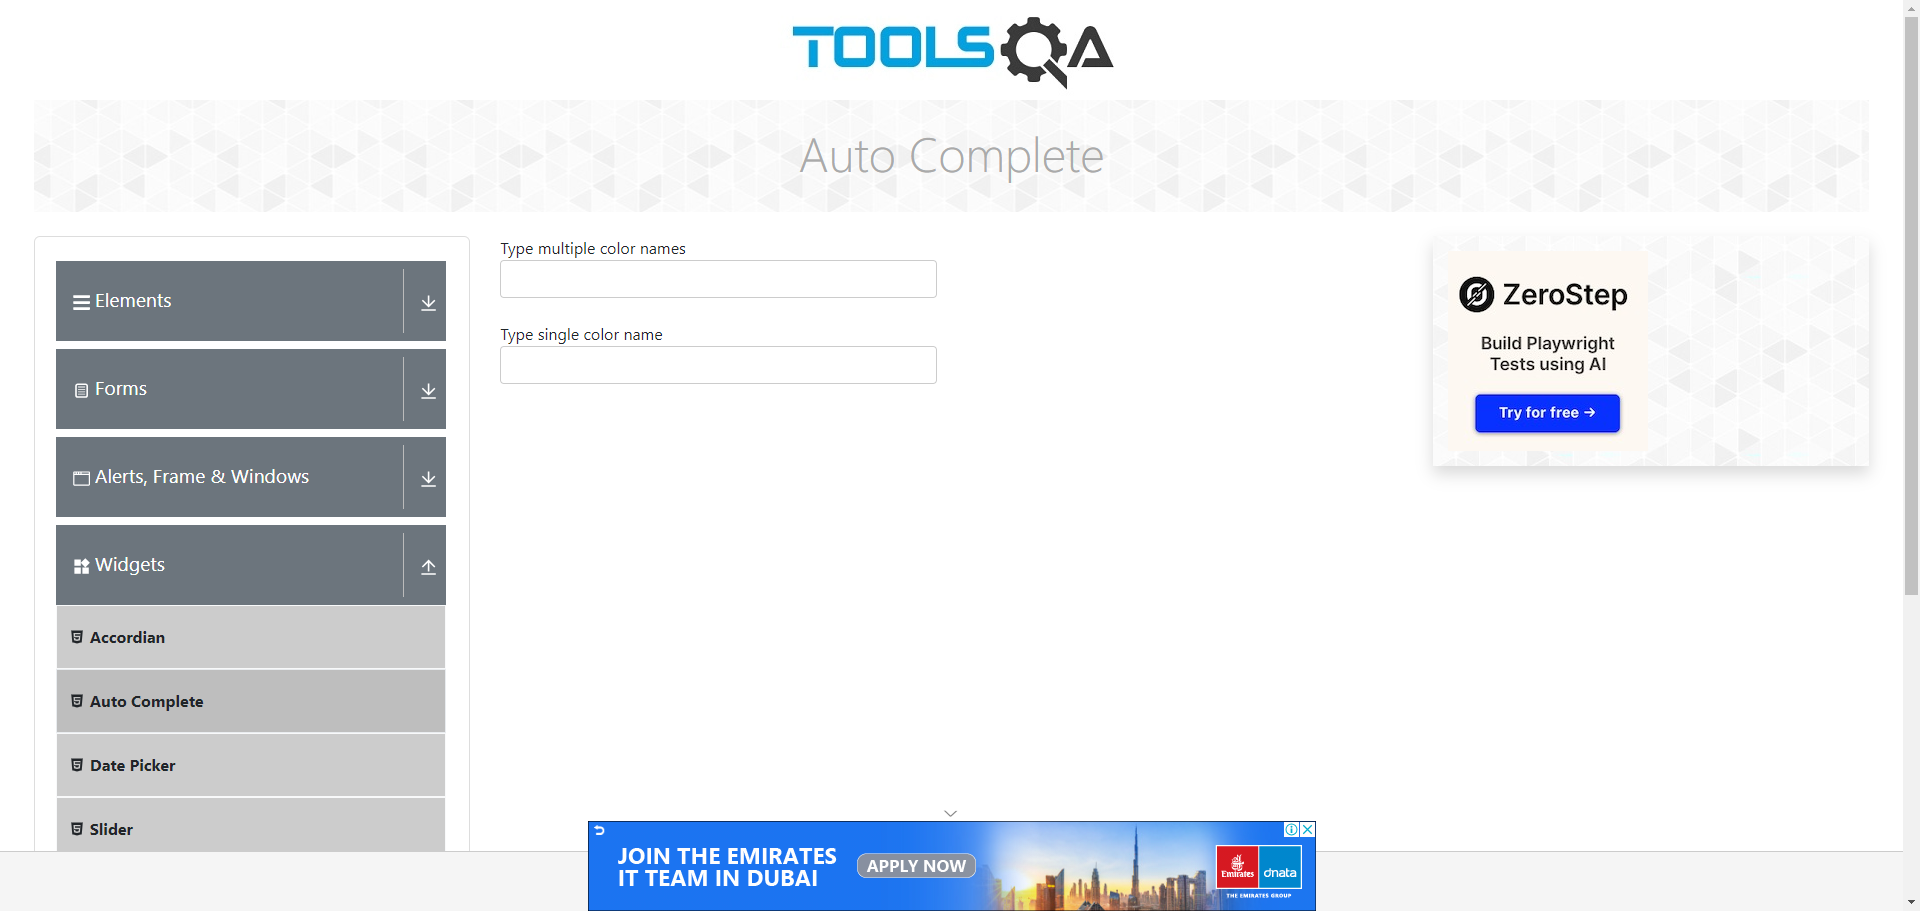 TOOLSQA
Auto Complete
Elements
Forms
Alerts, Frame & Windows
Widgets
Accordian
Auto Complete
Date Picker
Slider
Type multiple color names
Type single color name
ZeroStep
Build Playwright
Tests using AI
Try for free →
JOIN THE EMIRATES
IT TEAM IN DUBAI
APPLY NOW
Emirates
dnata
THE EMIRATES GROUP